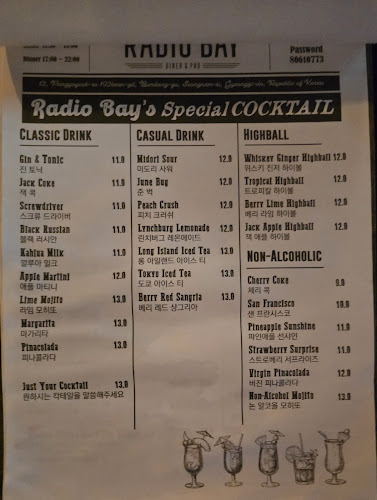 RADIO BAY
DINER & PUB
Dinner 17:00 ~ 22:00
Password
80610773
Radio Bay's Special COCKTAIL
CLASSIC DRINK
Gin & Tonic 11.0
진 토닉
Jack Coke 11.0
잭 콕
Screwdriver 11.0
스크류 드라이버
Black Russian 11.0
블랙 러시안
Kahlua Milk 11.0
깔루아 밀크
Apple Martini 12.0
애플 마티니
Lime Mojito 13.0
라임 모히또
Margarita 13.0
마가리타
Pinacolada 13.0
피나콜라다
Just Your Cocktail 13.0
원하시는 칵테일을 말씀해주세요
CASUAL DRINK
Midori Sour 12.0
미도리 사워
June Bug 12.0
준 벅
Peach Crush 12.0
피치 크러쉬
Lynchburg Lemonade 12.0
린치버그 레몬에이드
Long Island Iced Tea 13.0
롱 아일랜드 아이스 티
Tokyo Iced Tea 13.0
도쿄 아이스 티
Berry Red Sangria 13.0
베리 레드 상그리아
HIGHBALL
Whiskey Ginger Highball 12.0
위스키 진저 하이볼
Tropical Highball 12.0
트로피칼 하이볼
Berry Lime Highball 12.0
베리 라임 하이볼
Jack Apple Highball 12.0
잭 애플 하이볼
NON-ALCOHOLIC
Cherry Coke 9.0
체리 콕
San Francisco 10.0
샌 프란시스코
Pineapple Sunshine 11.0
파인애플 선샤인
Strawberry Surprise 11.0
스트로베리 서프라이즈
Virgin Pinacolada 12.0
버진 피나콜라다
Non-Alcohol Mojito 13.0
논 알코올 모히또